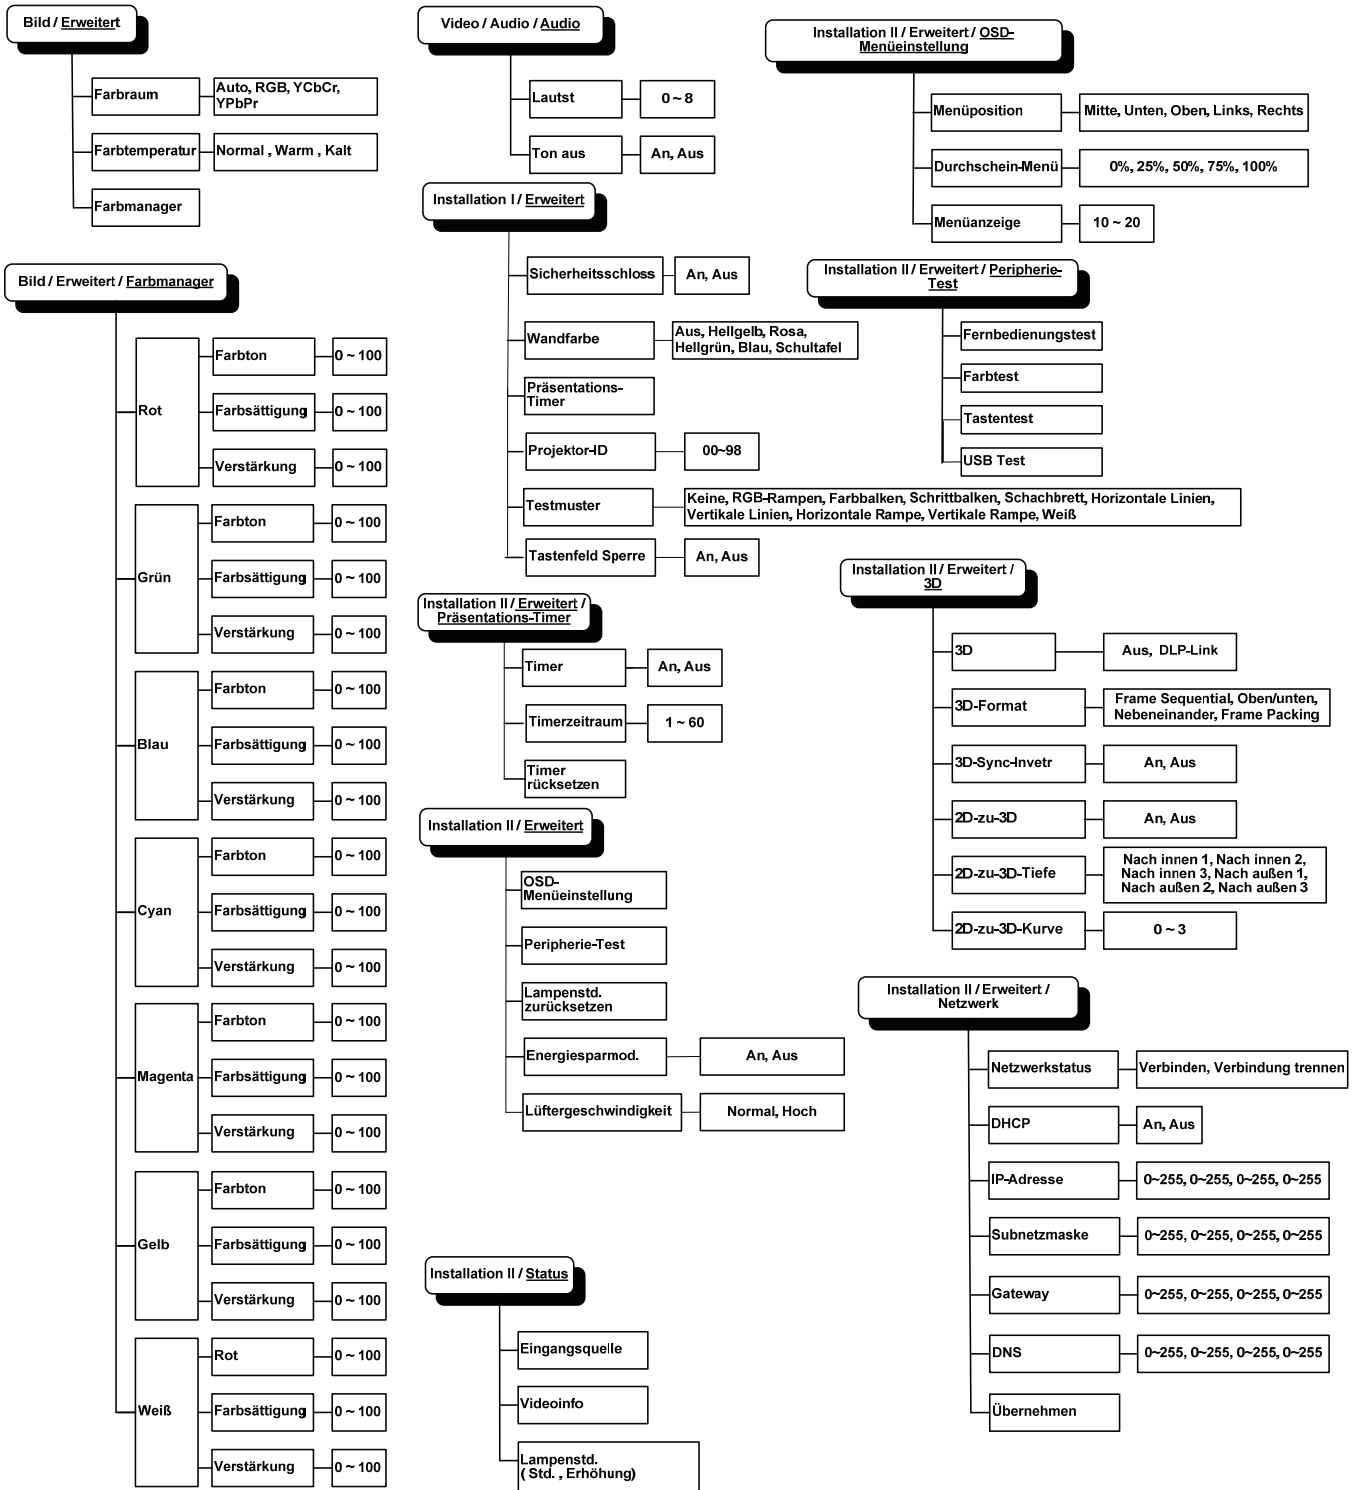 Bild / Erweitert
Farbraum
Auto, RGB, YCbCr,
YPbPr
Farbtemperatur
Normal , Warm , Kalt
Farbmanager
Bild / Erweitert / Farbmanager
Rot
Farbton
0 ~ 100
Farbsättigung
0 ~ 100
Verstärkung
0 ~ 100
Grün
Farbton
0 ~ 100
Farbsättigung
0 ~ 100
Verstärkung
0 ~ 100
Blau
Farbton
0 ~ 100
Farbsättigung
0 ~ 100
Verstärkung
0 ~ 100
Cyan
Farbton
0 ~ 100
Farbsättigung
0 ~ 100
Verstärkung
0 ~ 100
Magenta
Farbton
0 ~ 100
Farbsättigung
0 ~ 100
Verstärkung
0 ~ 100
Gelb
Farbton
0 ~ 100
Farbsättigung
0 ~ 100
Verstärkung
0 ~ 100
Weiß
Rot
0 ~ 100
Farbsättigung
0 ~ 100
Verstärkung
0 ~ 100
Video / Audio / Audio
Lautst
0 ~ 8
Ton aus
An, Aus
Installation I / Erweitert
Sicherheitsschloss
An, Aus
Wandfarbe
Aus, Hellgelb, Rosa,
Hellgrün, Blau, Schultafel
Präsentations-
Timer
Projektor-ID
00~98
Testmuster
Keine, RGB-Rampen, Farbbalken, Schrittbalken, Schachbrett, Horizontale Linien,
Vertikale Linien, Horizontale Rampe, Vertikale Rampe, Weiß
Tastenfeld Sperre
An, Aus
Installation II / Erweitert /
Präsentations-Timer
Timer
An, Aus
Timerzeitraum
1 ~ 60
Timer
rücksetzen
Installation II / Erweitert
OSD-
Menüeinstellung
Peripherie-Test
Lampenstd.
zurücksetzen
Energiesparmod.
An, Aus
Lüftergeschwindigkeit
Normal, Hoch
Installation II / Status
Eingangsquelle
Videoinfo
Lampenstd.
( Std. , Erhöhung)
Installation II / Erweitert / OSD-
Menüeinstellung
Menüposition
Mitte, Unten, Oben, Links, Rechts
Durchschein-Menü
0%, 25%, 50%, 75%, 100%
Menüanzeige
10 ~ 20
Installation II / Erweitert / Peripherie-
Test
Fernbedienungstest
Farbtest
Tastentest
USB Test
Installation II / Erweitert /
3D
3D
Aus, DLP-Link
3D-Format
Frame Sequential, Oben/unten,
Nebeneinander, Frame Packing
3D-Sync-Invetr
An, Aus
2D-zu-3D
An, Aus
2D-zu-3D-Tiefe
Nach innen 1, Nach innen 2,
Nach innen 3, Nach außen 1,
Nach außen 2, Nach außen 3
2D-zu-3D-Kurve
0 ~ 3
Installation II / Erweitert /
Netzwerk
Netzwerkstatus
Verbinden, Verbindung trennen
DHCP
An, Aus
IP-Adresse
0~255, 0~255, 0~255, 0~255
Subnetzmaske
0~255, 0~255, 0~255, 0~255
Gateway
0~255, 0~255, 0~255, 0~255
DNS
0~255, 0~255, 0~255, 0~255
Übernehmen